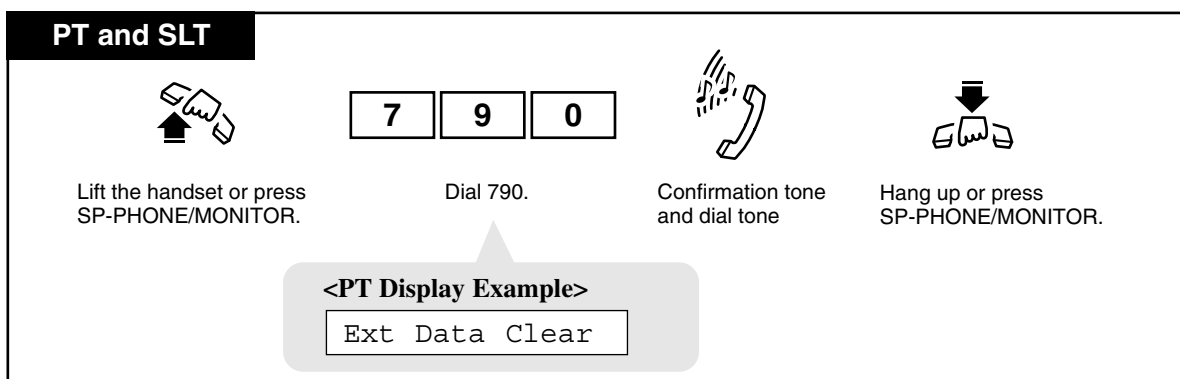 PT and SLT
7 9 0
Lift the handset or press
SP-PHONE/MONITOR.
Dial 790.
Confirmation tone
and dial tone
Hang up or press
SP-PHONE/MONITOR.
<PT Display Example>
Ext Data Clear